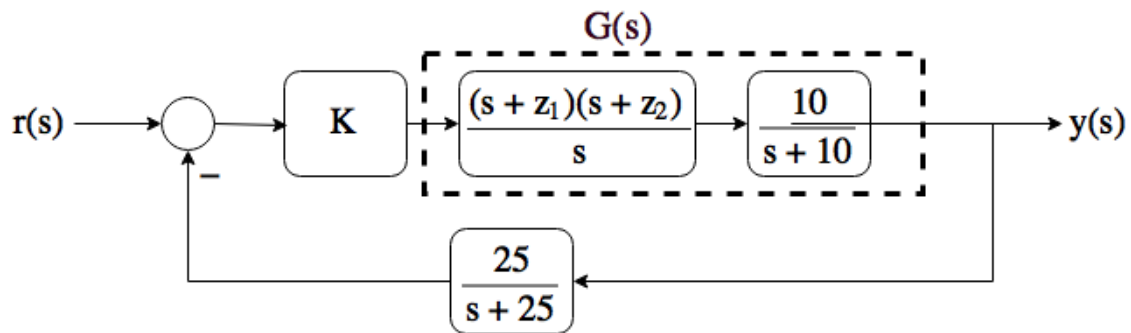 G(s)
r(s)
K
(s + z₁)(s + z₂)
s
10
s + 10
y(s)
−
25
s + 25